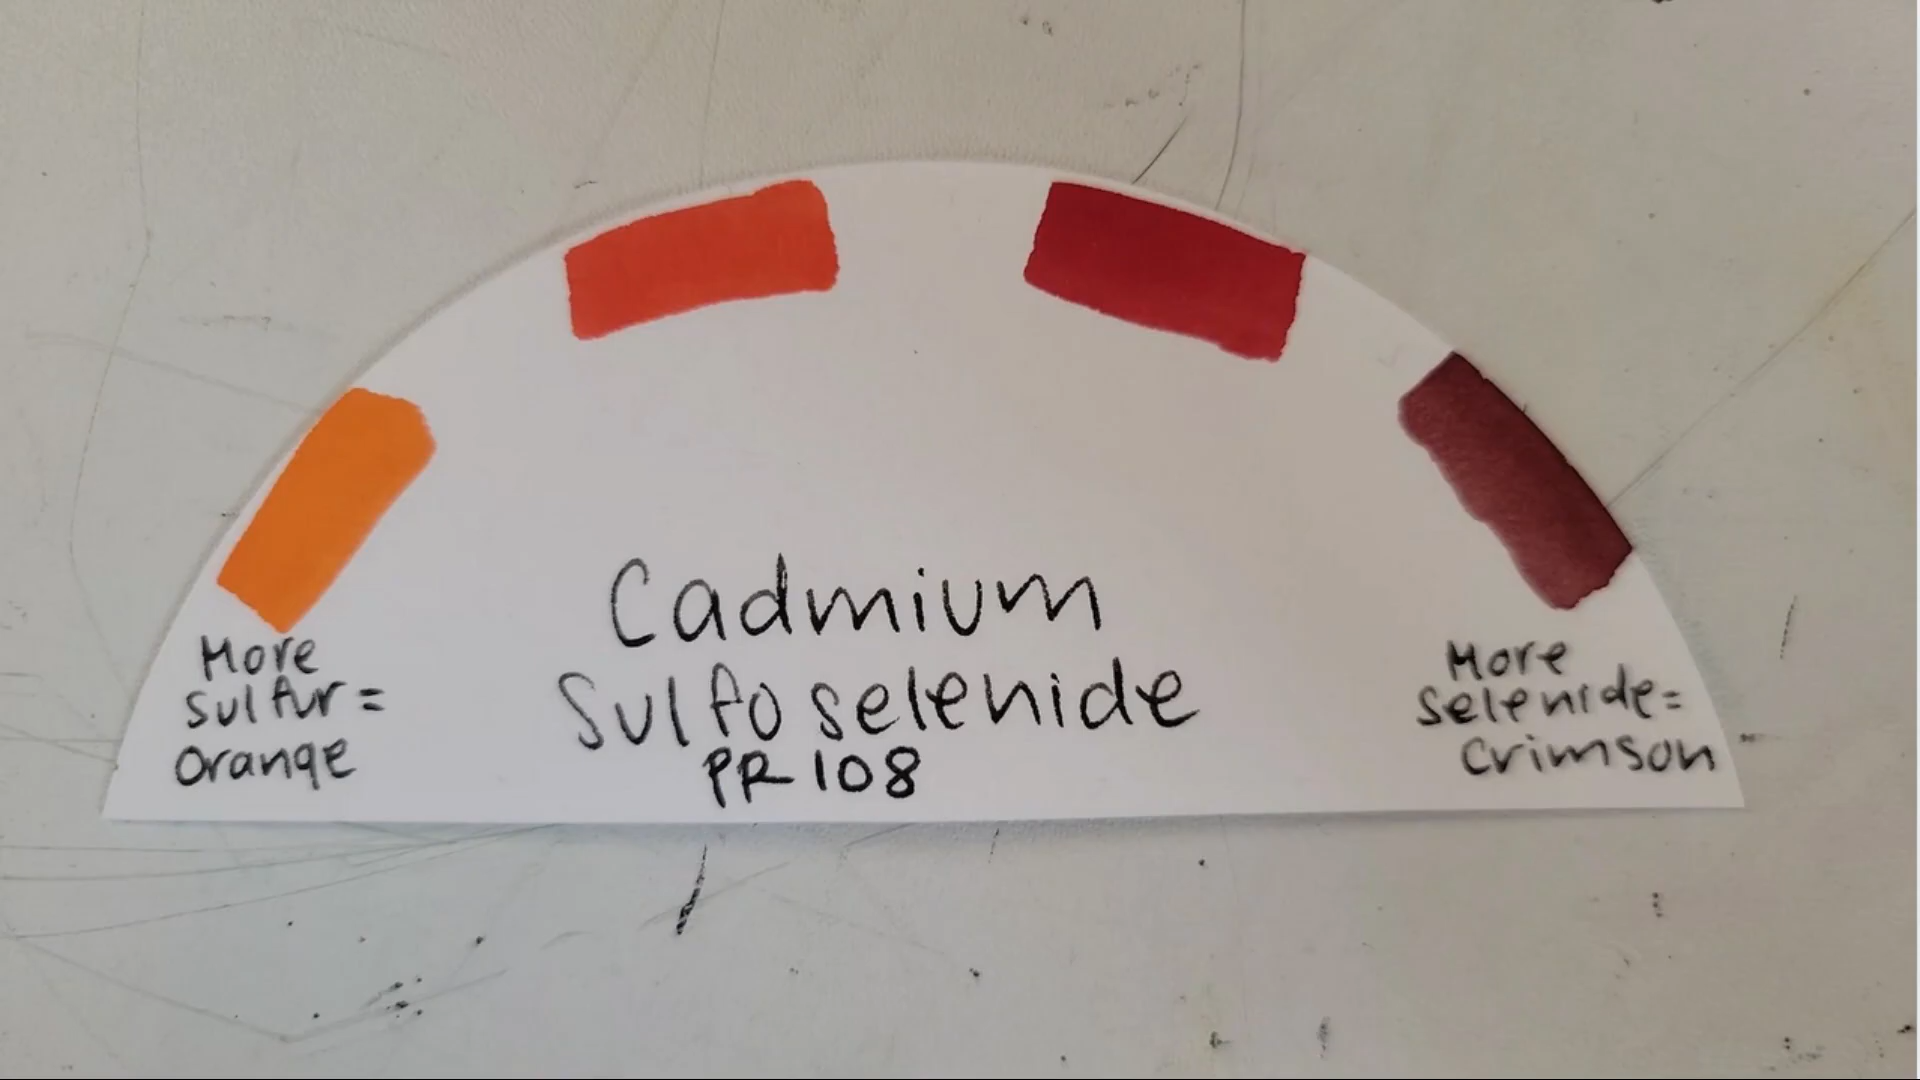 More
sulfur =
orange
Cadmium
Sulfoselenide
PR 108
More
selenide=
crimson